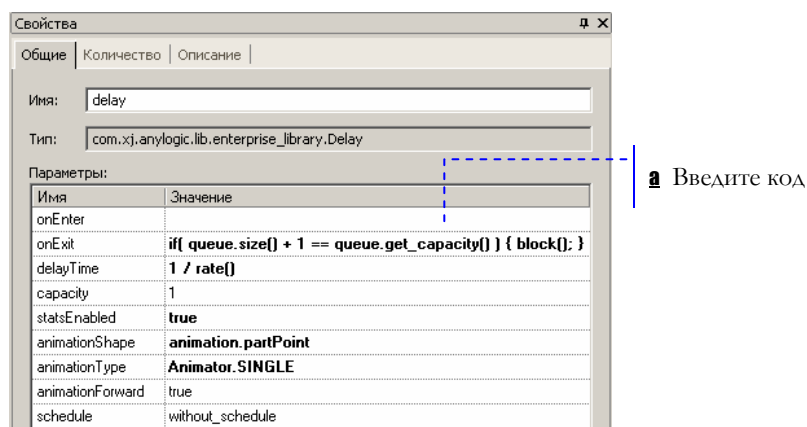 Свойства
Общие Количество Описание
Имя: delay
Тип: com.xj.anylogic.lib.enterprise_library.Delay
Параметры:
Имя Значение
onEnter
onExit if( queue.size() + 1 == queue.get_capacity() ) { block(); }
delayTime 1 / rate()
capacity 1
statsEnabled true
animationShape animation.partPoint
animationType Animator.SINGLE
animationForward true
schedule without_schedule
a Введите код